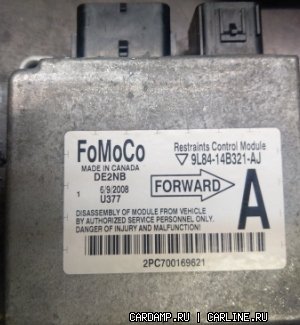 FoMoCo
MADE IN CANADA
DE2NB
Restraints Control Module
9L84-14B321-AJ
1 6/9/2008
U377
FORWARD
A
DISASSEMBLY OF MODULE FROM VEHICLE
BY AUTHORIZED SERVICE PERSONNEL ONLY.
DANGER OF INJURY AND MALFUNCTION!
2PC700169621
CARDAMP.RU | CARLINE.RU